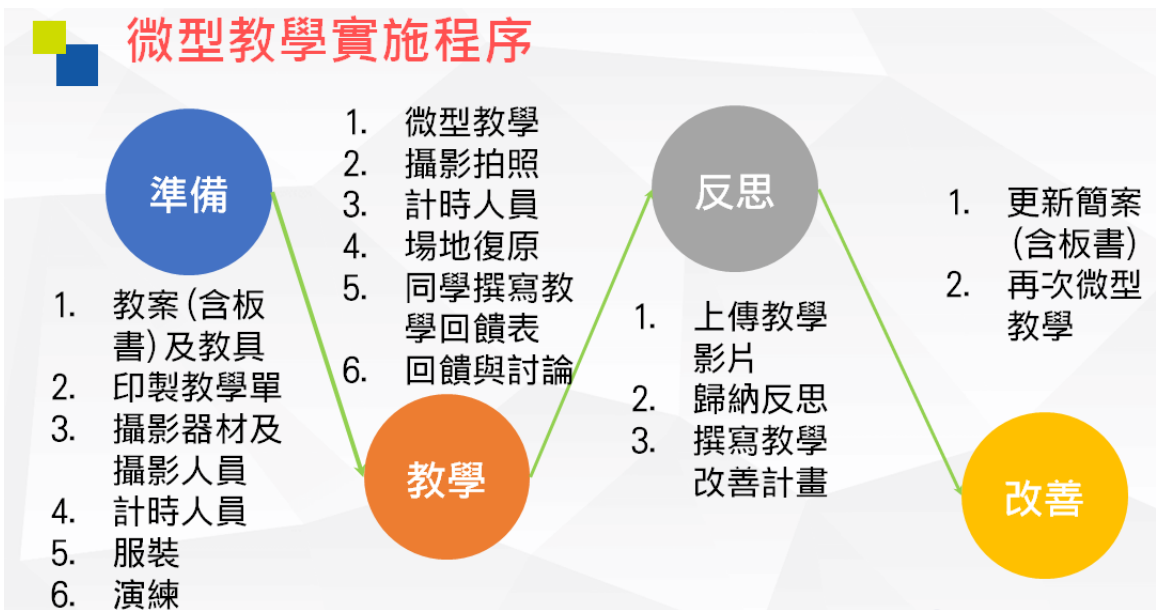 微型教學實施程序
準備
1. 教案(含板
書)及教具
2. 印製教學單
3. 攝影器材及
攝影人員
4. 計時人員
5. 服裝
6. 演練
1. 微型教學
2. 攝影拍照
3. 計時人員
4. 場地復原
5. 同學撰寫教
學回饋表
6. 回饋與討論
教學
反思
1. 上傳教學
影片
2. 歸納反思
3. 撰寫教學
改善計畫
1. 更新簡案
(含板書)
2. 再次微型
教學
改善